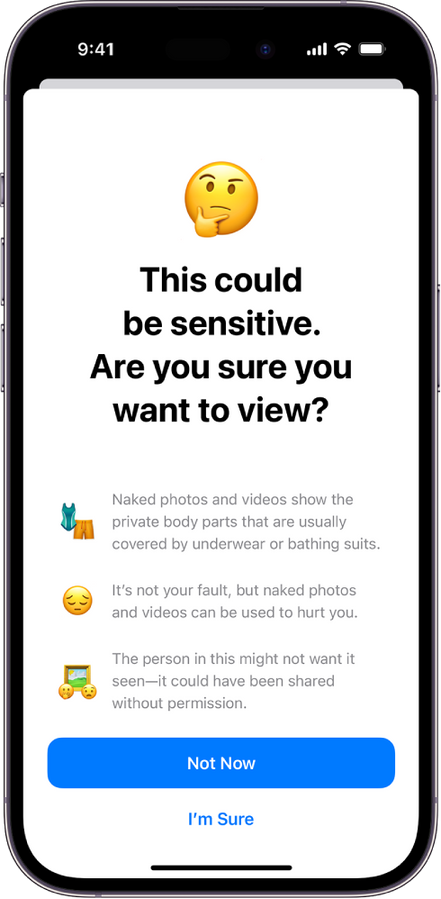 9:41
This could
be sensitive.
Are you sure you
want to view?
Naked photos and videos show the
private body parts that are usually
covered by underwear or bathing suits.
It’s not your fault, but naked photos
and videos can be used to hurt you.
The person in this might not want it
seen—it could have been shared
without permission.
Not Now
I’m Sure